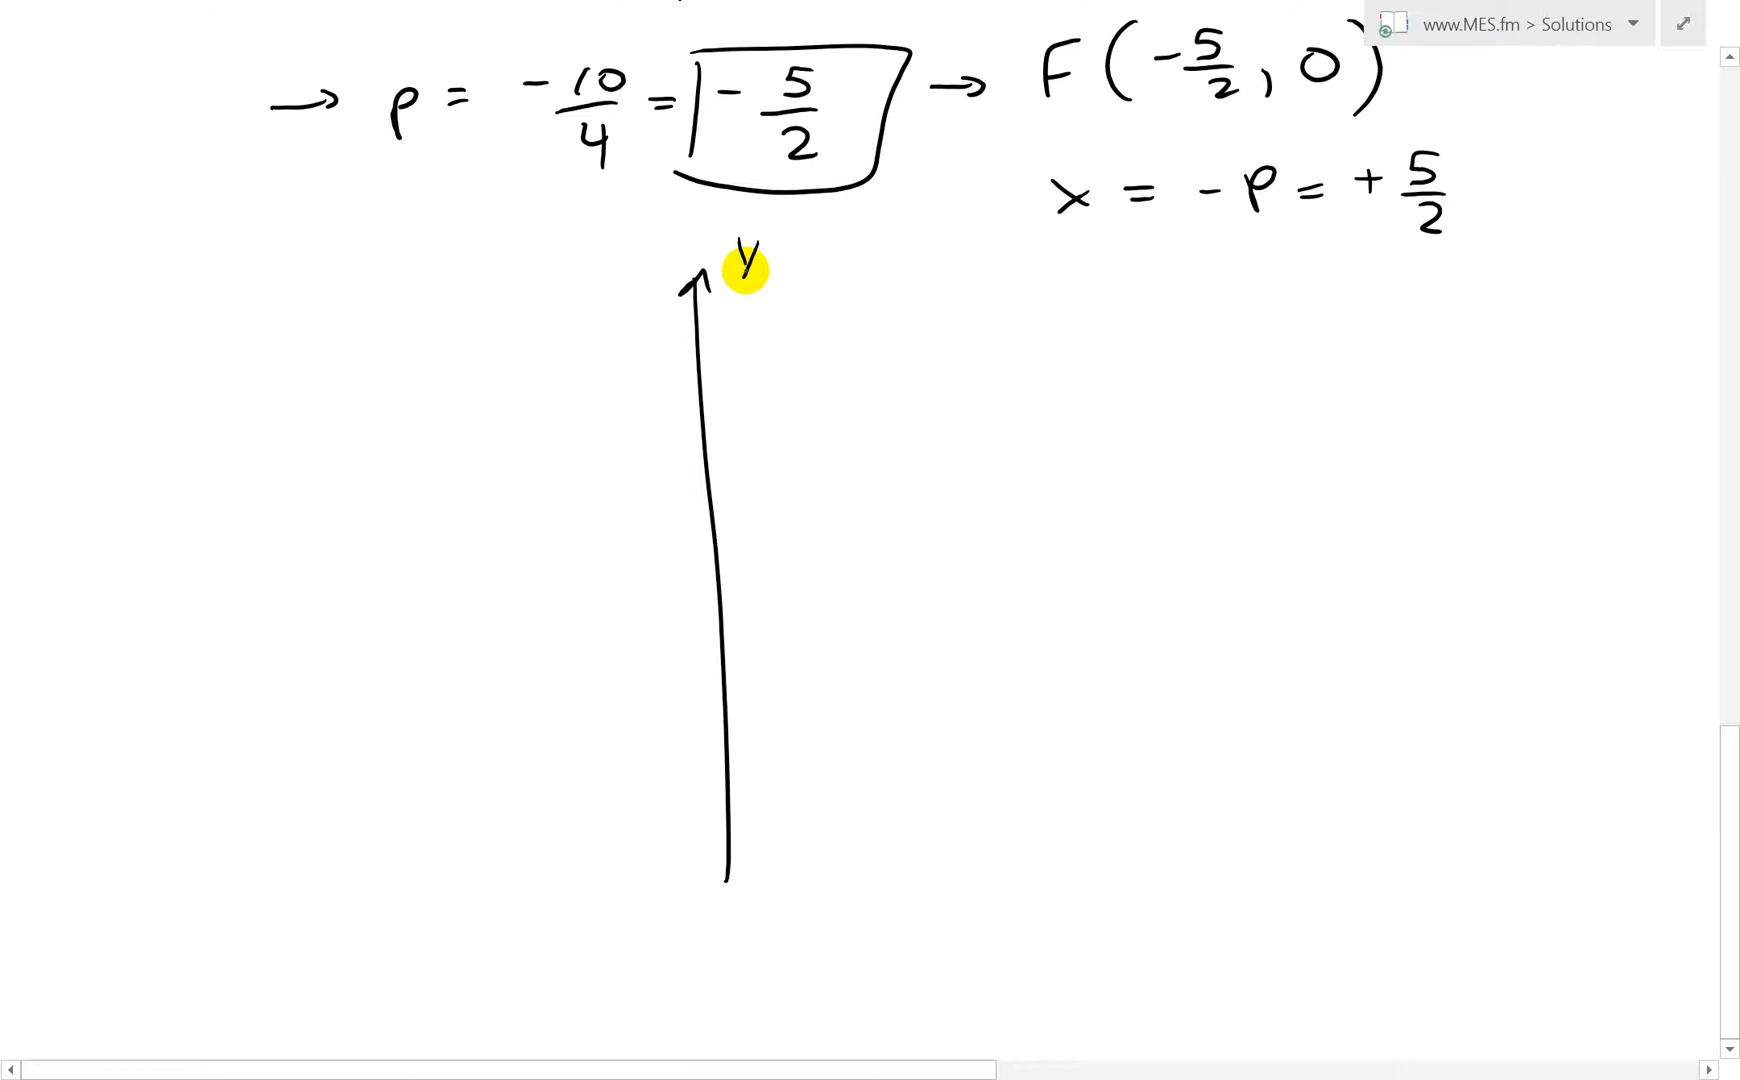 www.MES.fm > Solutions
→ p = -10/4 = - 5/2 → F(-5/2, 0)
x = -p = + 5/2
y